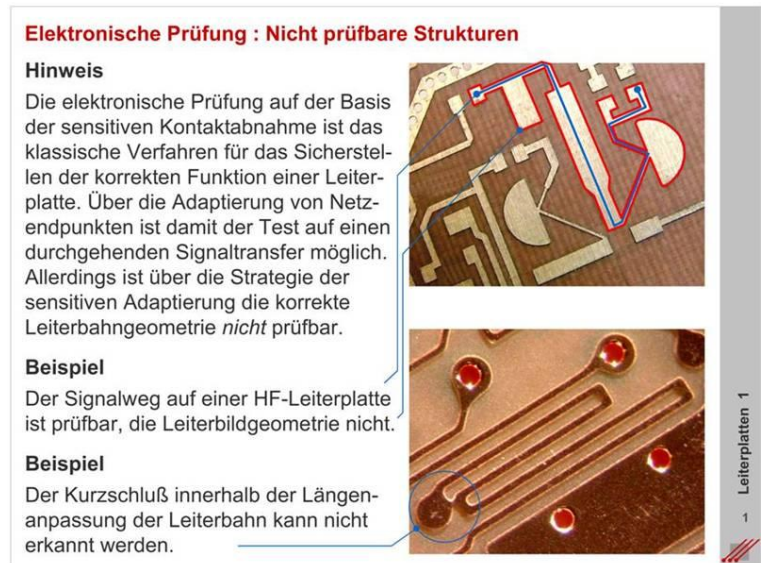 Elektronische Prüfung : Nicht prüfbare Strukturen
Hinweis
Die elektronische Prüfung auf der Basis
der sensitiven Kontaktabnahme ist das
klassische Verfahren für das Sicherstel-
len der korrekten Funktion einer Leiter-
platte. Über die Adaptierung von Netz-
endpunkten ist damit der Test auf einen
durchgehenden Signaltransfer möglich.
Allerdings ist über die Strategie der
sensitiven Adaptierung die korrekte
Leiterbahngeometrie nicht prüfbar.
Beispiel
Der Signalweg auf einer HF-Leiterplatte
ist prüfbar, die Leiterbildgeometrie nicht.
Beispiel
Der Kurzschluß innerhalb der Längen-
anpassung der Leiterbahn kann nicht
erkannt werden.
Leiterplatten 1